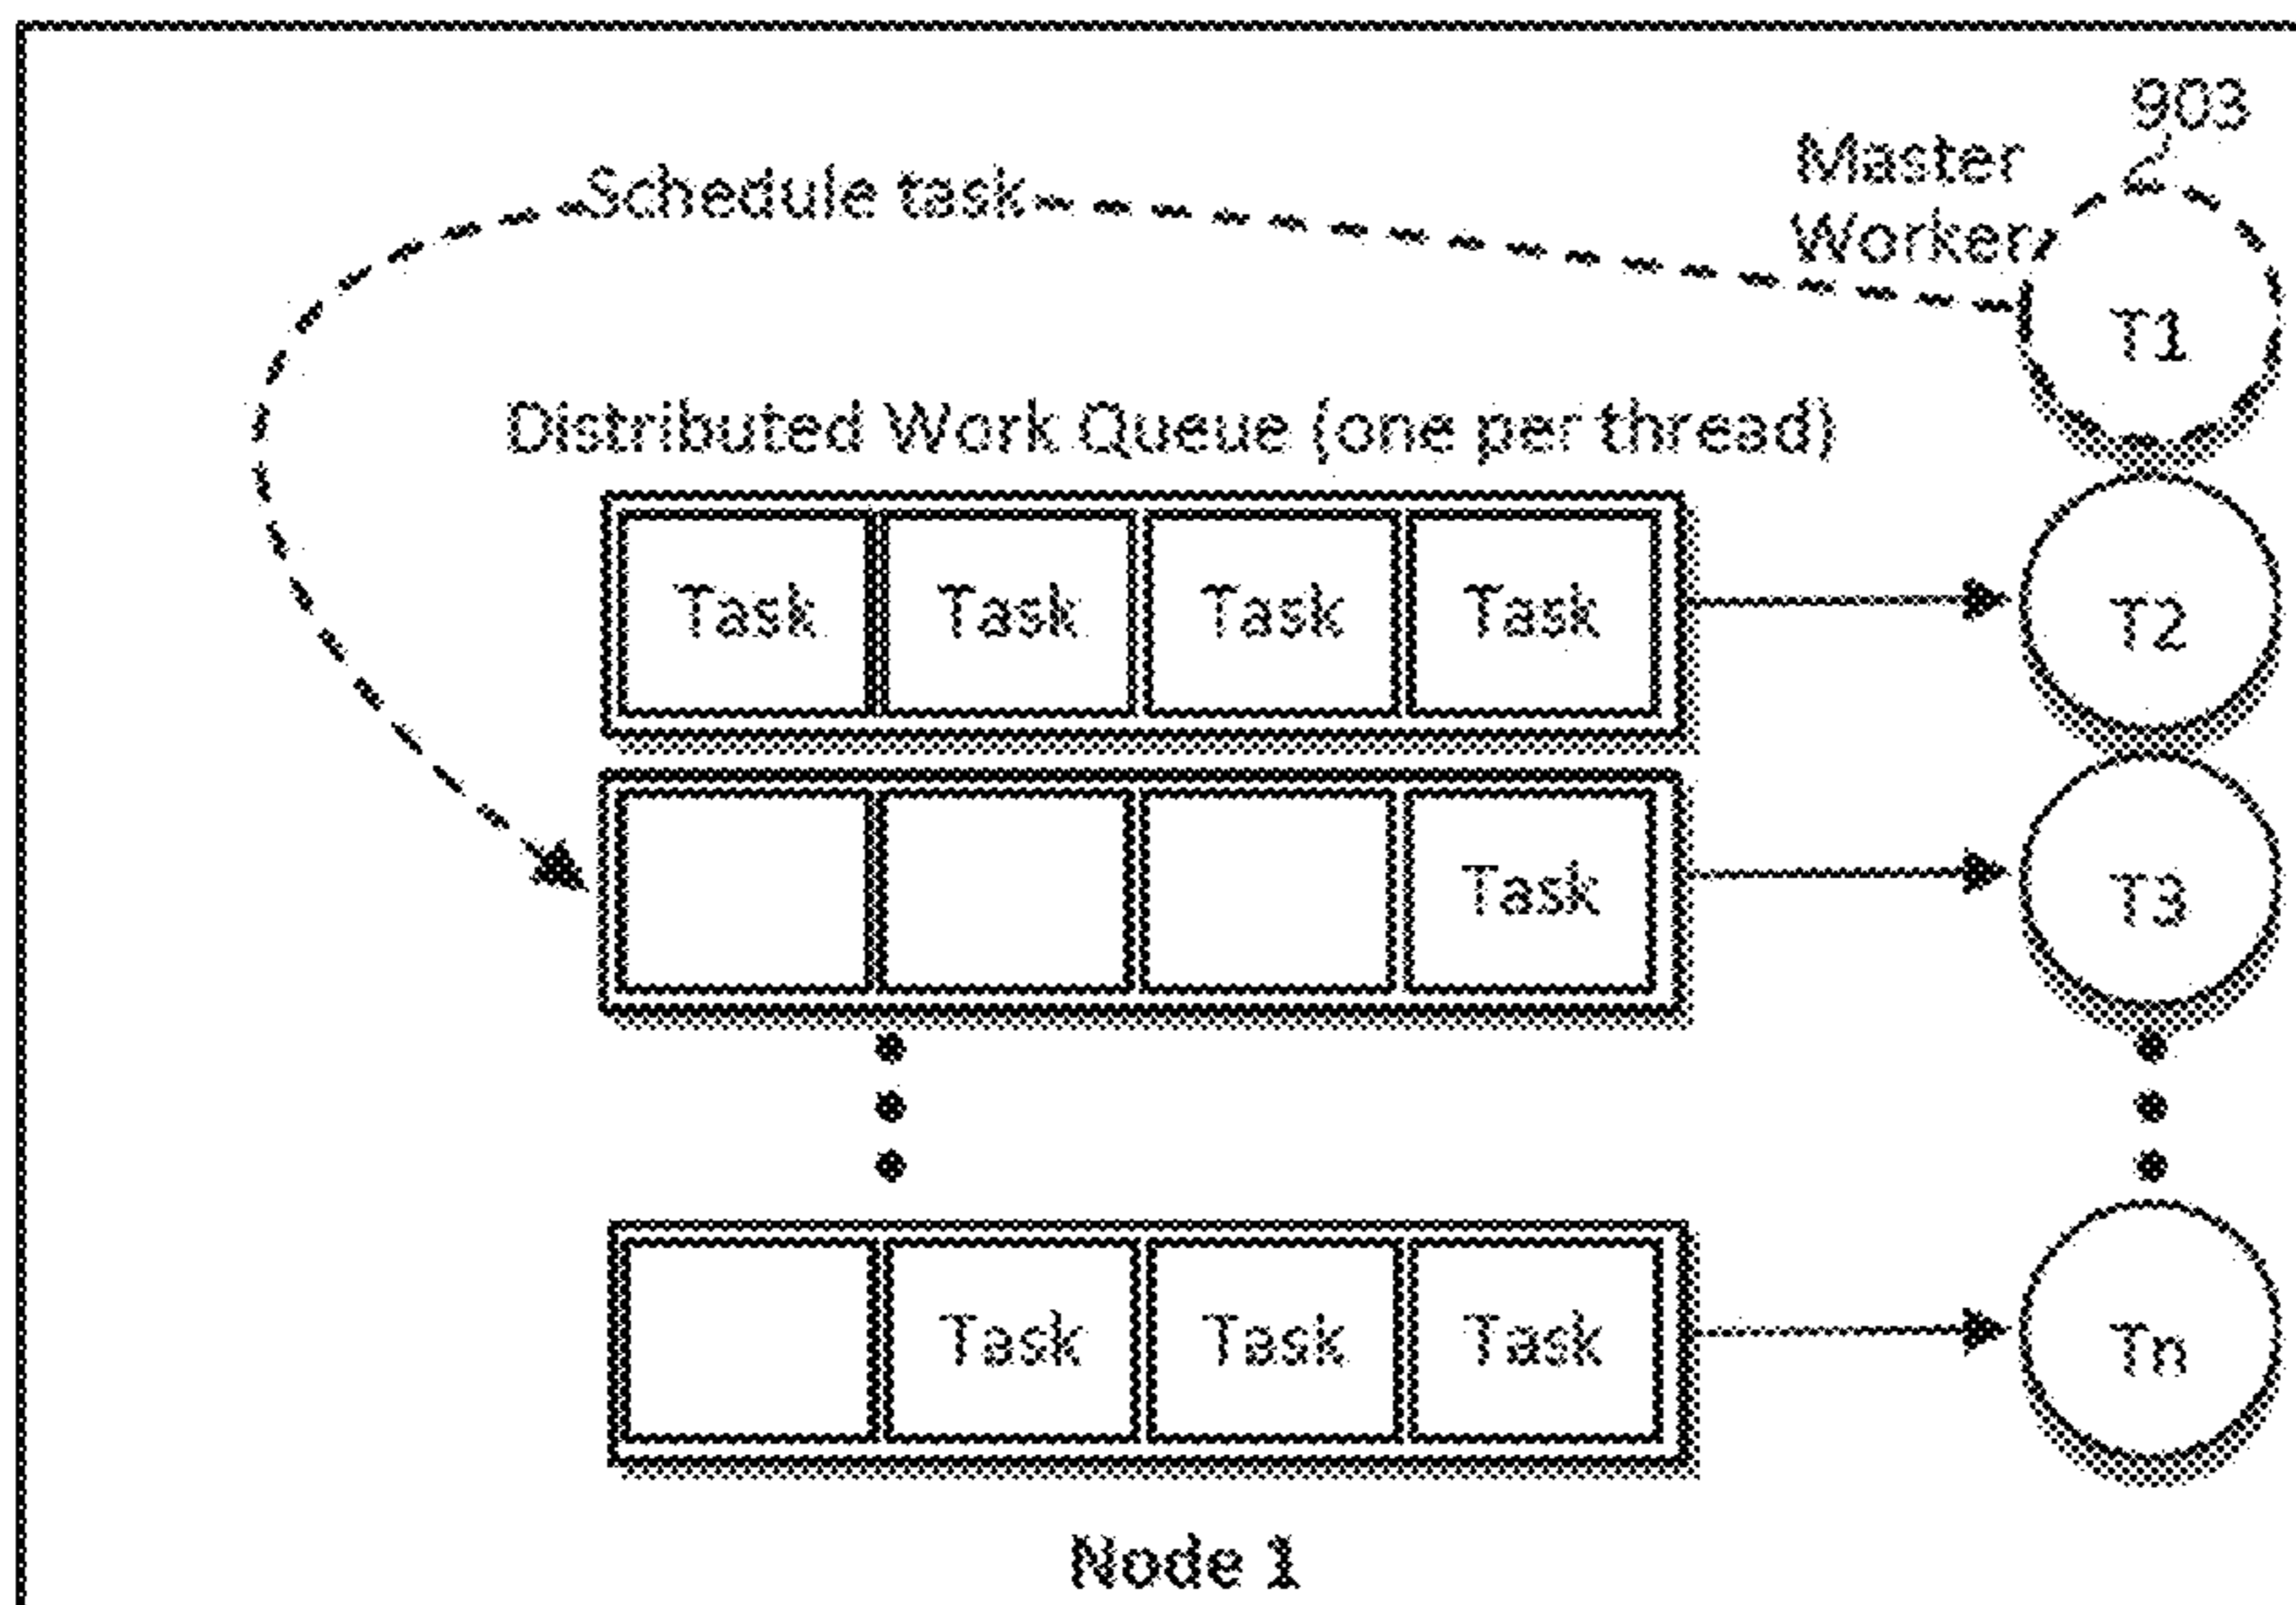 903
Master
Worker
Schedule task
T1
Distributed Work Queue (one per thread)
Task Task Task Task
T2
Task
T3
Task Task Task
Tn
Node 1